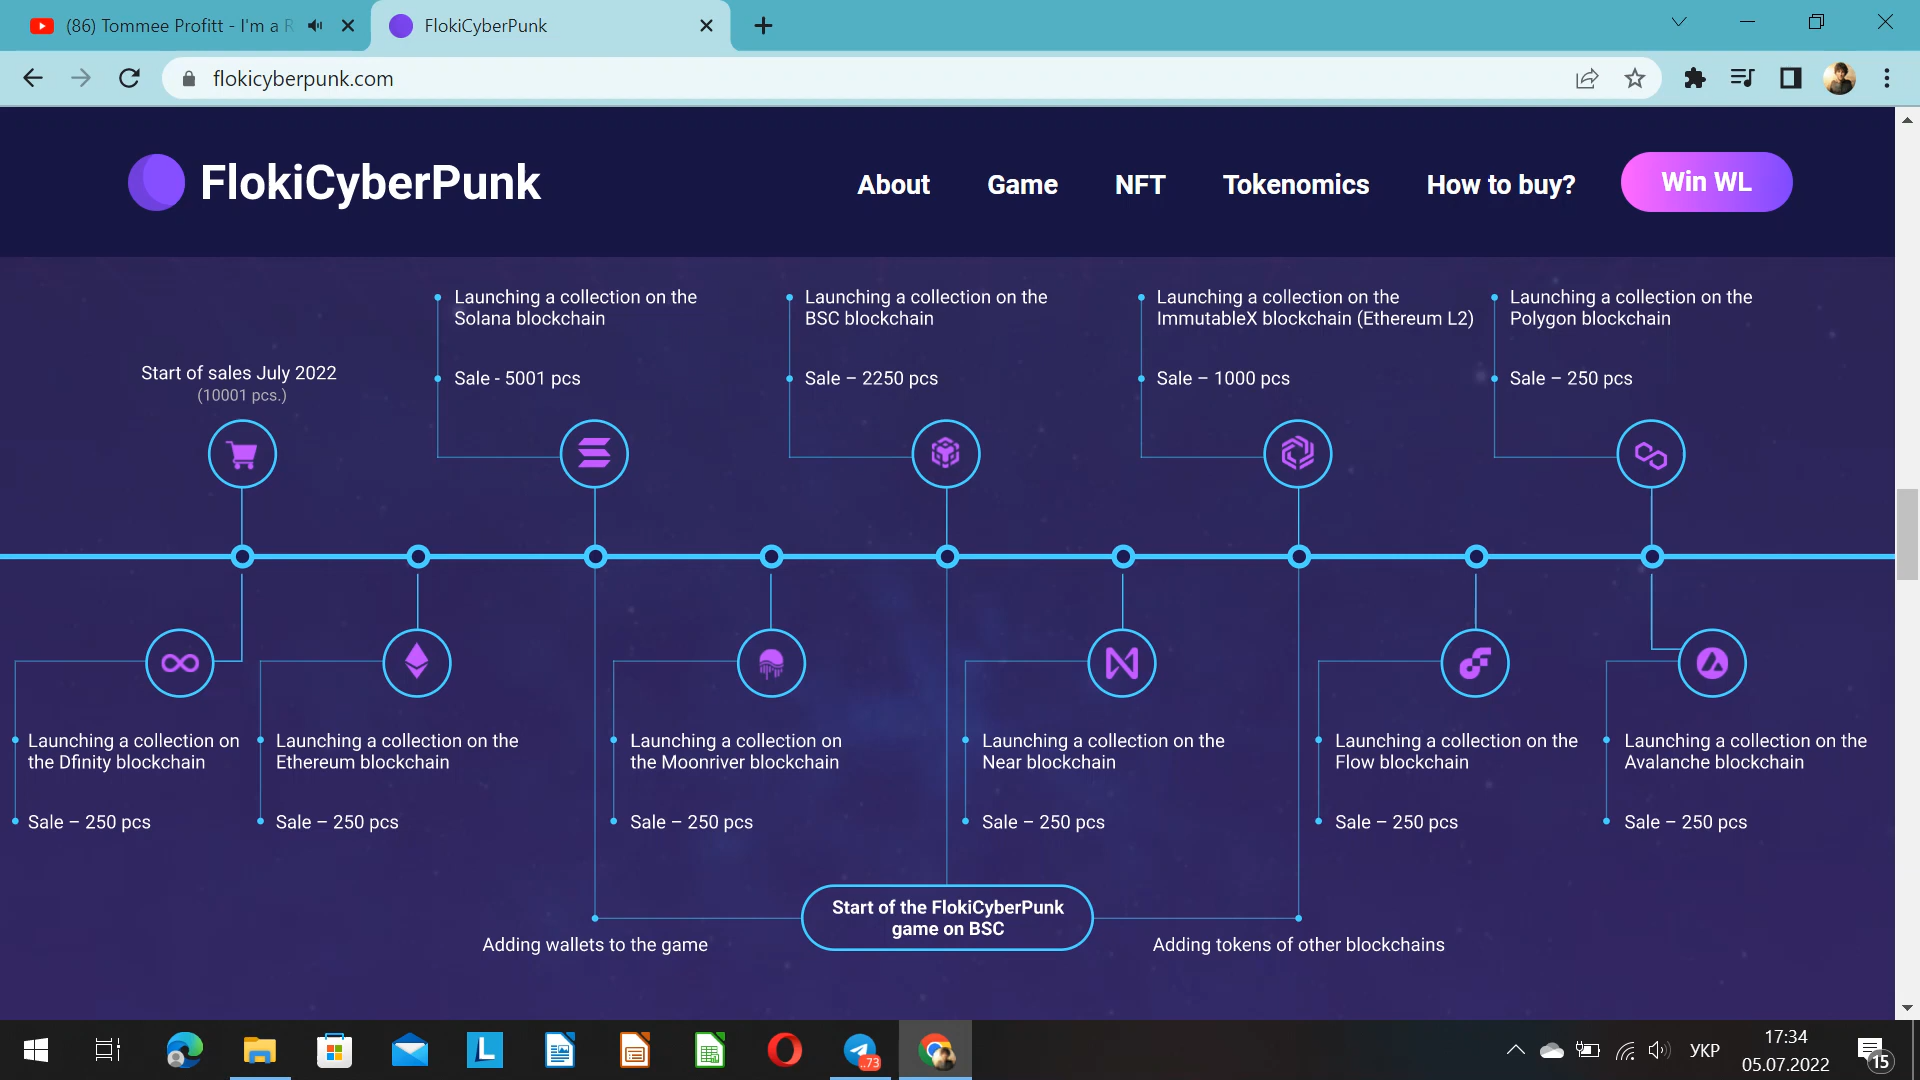 (86) Tommee Profitt - I'm a R
FlokiCyberPunk
flokicyberpunk.com
FlokiCyberPunk
About
Game
NFT
Tokenomics
How to buy?
Win WL
Launching a collection on the
Solana blockchain
Sale - 5001 pcs
Launching a collection on the
BSC blockchain
Sale – 2250 pcs
Launching a collection on the
ImmutableX blockchain (Ethereum L2)
Sale – 1000 pcs
Launching a collection on the
Polygon blockchain
Sale – 250 pcs
Start of sales July 2022
(10001 pcs.)
Launching a collection on
the Dfinity blockchain
Sale – 250 pcs
Launching a collection on the
Ethereum blockchain
Sale – 250 pcs
Launching a collection on
the Moonriver blockchain
Sale – 250 pcs
Launching a collection on the
Near blockchain
Sale – 250 pcs
Launching a collection on the
Flow blockchain
Sale – 250 pcs
Launching a collection on the
Avalanche blockchain
Sale – 250 pcs
Start of the FlokiCyberPunk
game on BSC
Adding wallets to the game
Adding tokens of other blockchains
L
..73
УКР
17:34
05.07.2022
15